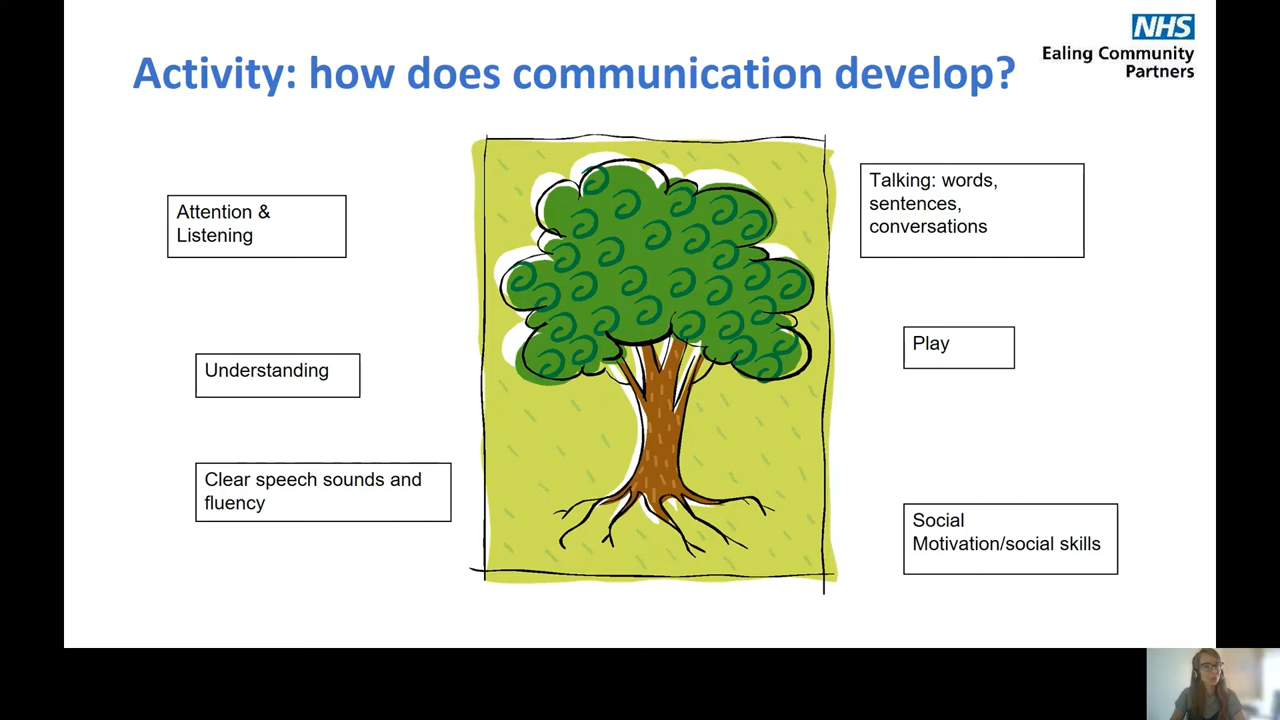 Activity: how does communication develop?
NHS
Ealing Community
Partners
Attention &
Listening
Understanding
Clear speech sounds and
fluency
Talking: words,
sentences,
conversations
Play
Social
Motivation/social skills